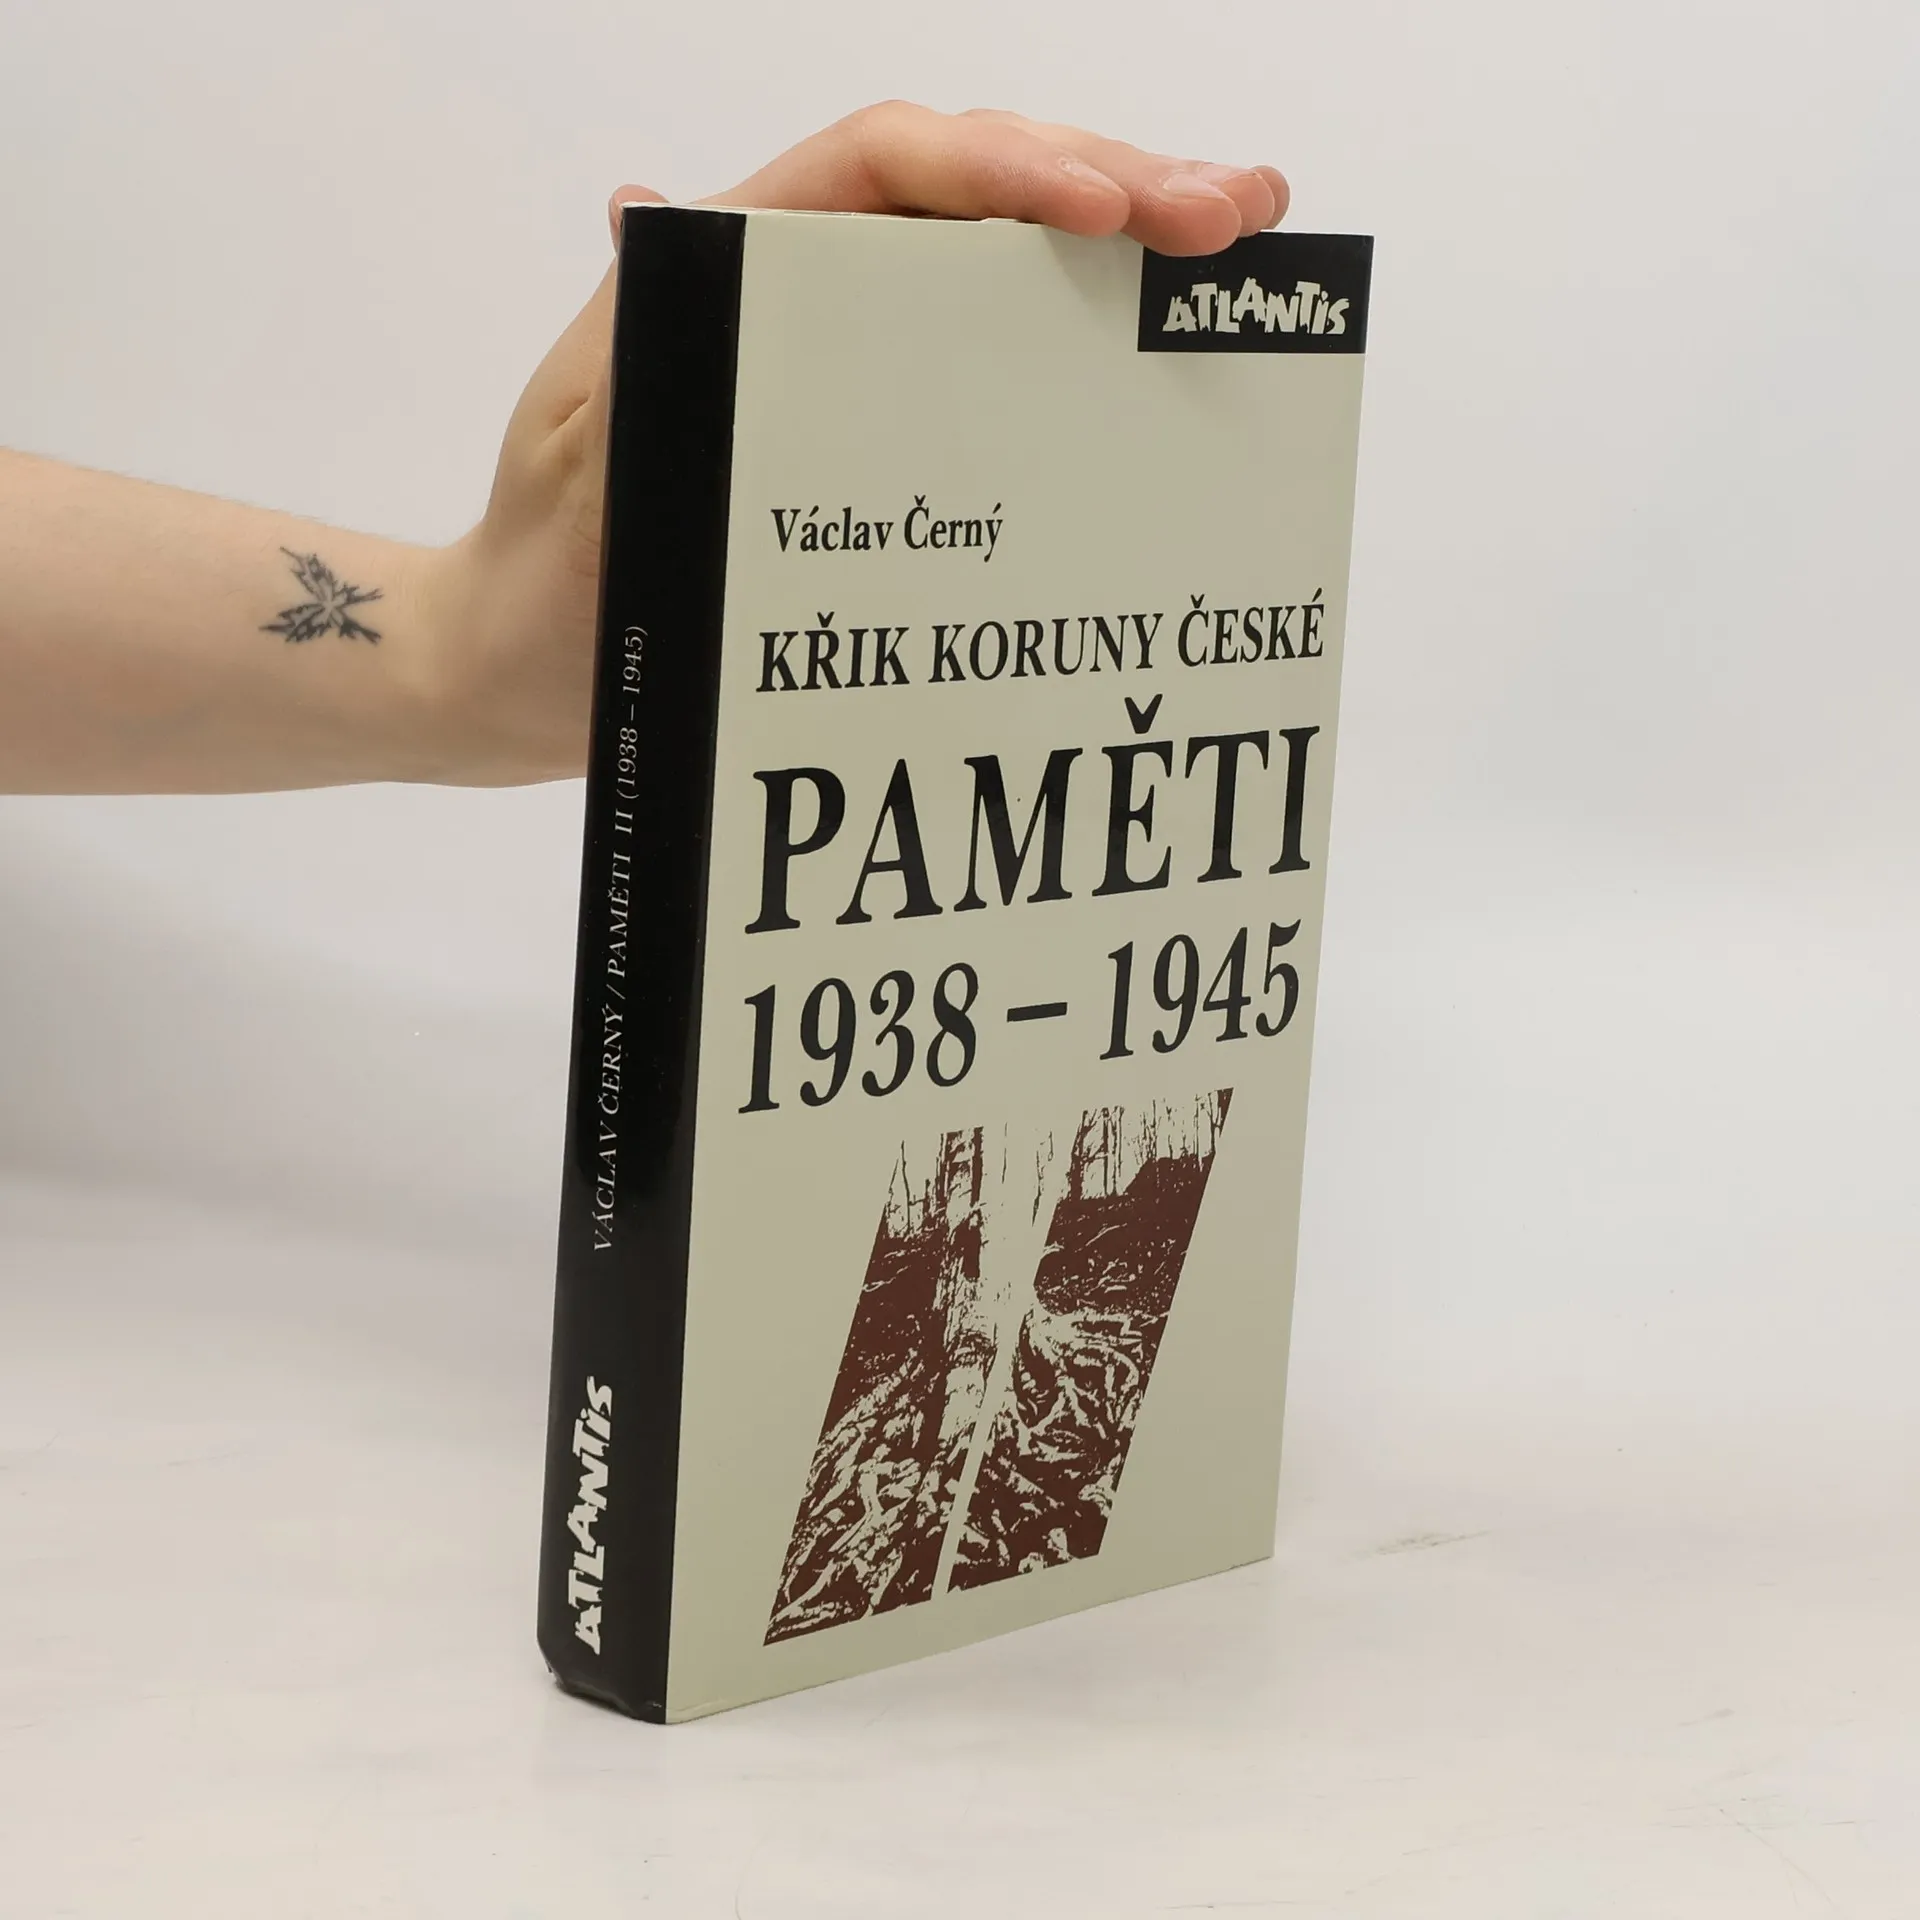 ATLANTIS
Václav Černý
KŘIK KORUNY ČESKÉ
PAMĚTI
1938 – 1945
VÁCLAV ČERNÝ / PAMĚTI II (1938 – 1945)
ATLANTIS